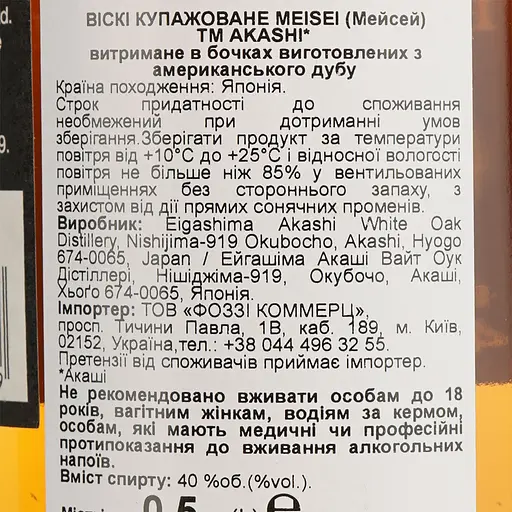 ВІСКІ КУПАЖОВАНЕ MEISEI (Мейсей)
TM AKASHI*
витримане в бочках виготовлених з
американського дубу
Країна походження: Японія.
Строк придатності до споживання
необмежений при дотриманні умов
зберігання.Зберігати продукт за температури
повітря від +10°С до +25°С і відносної вологості
повітря не більше ніж 85% у вентильованих
приміщеннях без стороннього запаху, з
захистом від дії прямих сонячних променів.
Виробник: Eigashima Akashi White Oak
Distillery, Nishijima-919 Okubocho, Akashi, Hyogo
674-0065, Japan / Ейгашіма Акаші Вайт Оук
Дістіллері, Нішіджіма-919, Окубочо, Акаші,
Хього 674-0065, Японія.
Імпортер: ТОВ «ФОЗЗІ КОММЕРЦ»,
просп. Тичини Павла, 1В, каб. 189, м. Київ,
02152, Україна,тел.: +38 044 496 32 55.
Претензії від споживачів приймає імпортер.
*Акаші
Не рекомендовано вживати особам до 18
років, вагітним жінкам, водіям за кермом,
особам, які мають медичні чи професійні
протипоказання до вживання алкогольних
напоїв.
Вміст спирту: 40 %об.(%vol.).
0,5
d.
9.